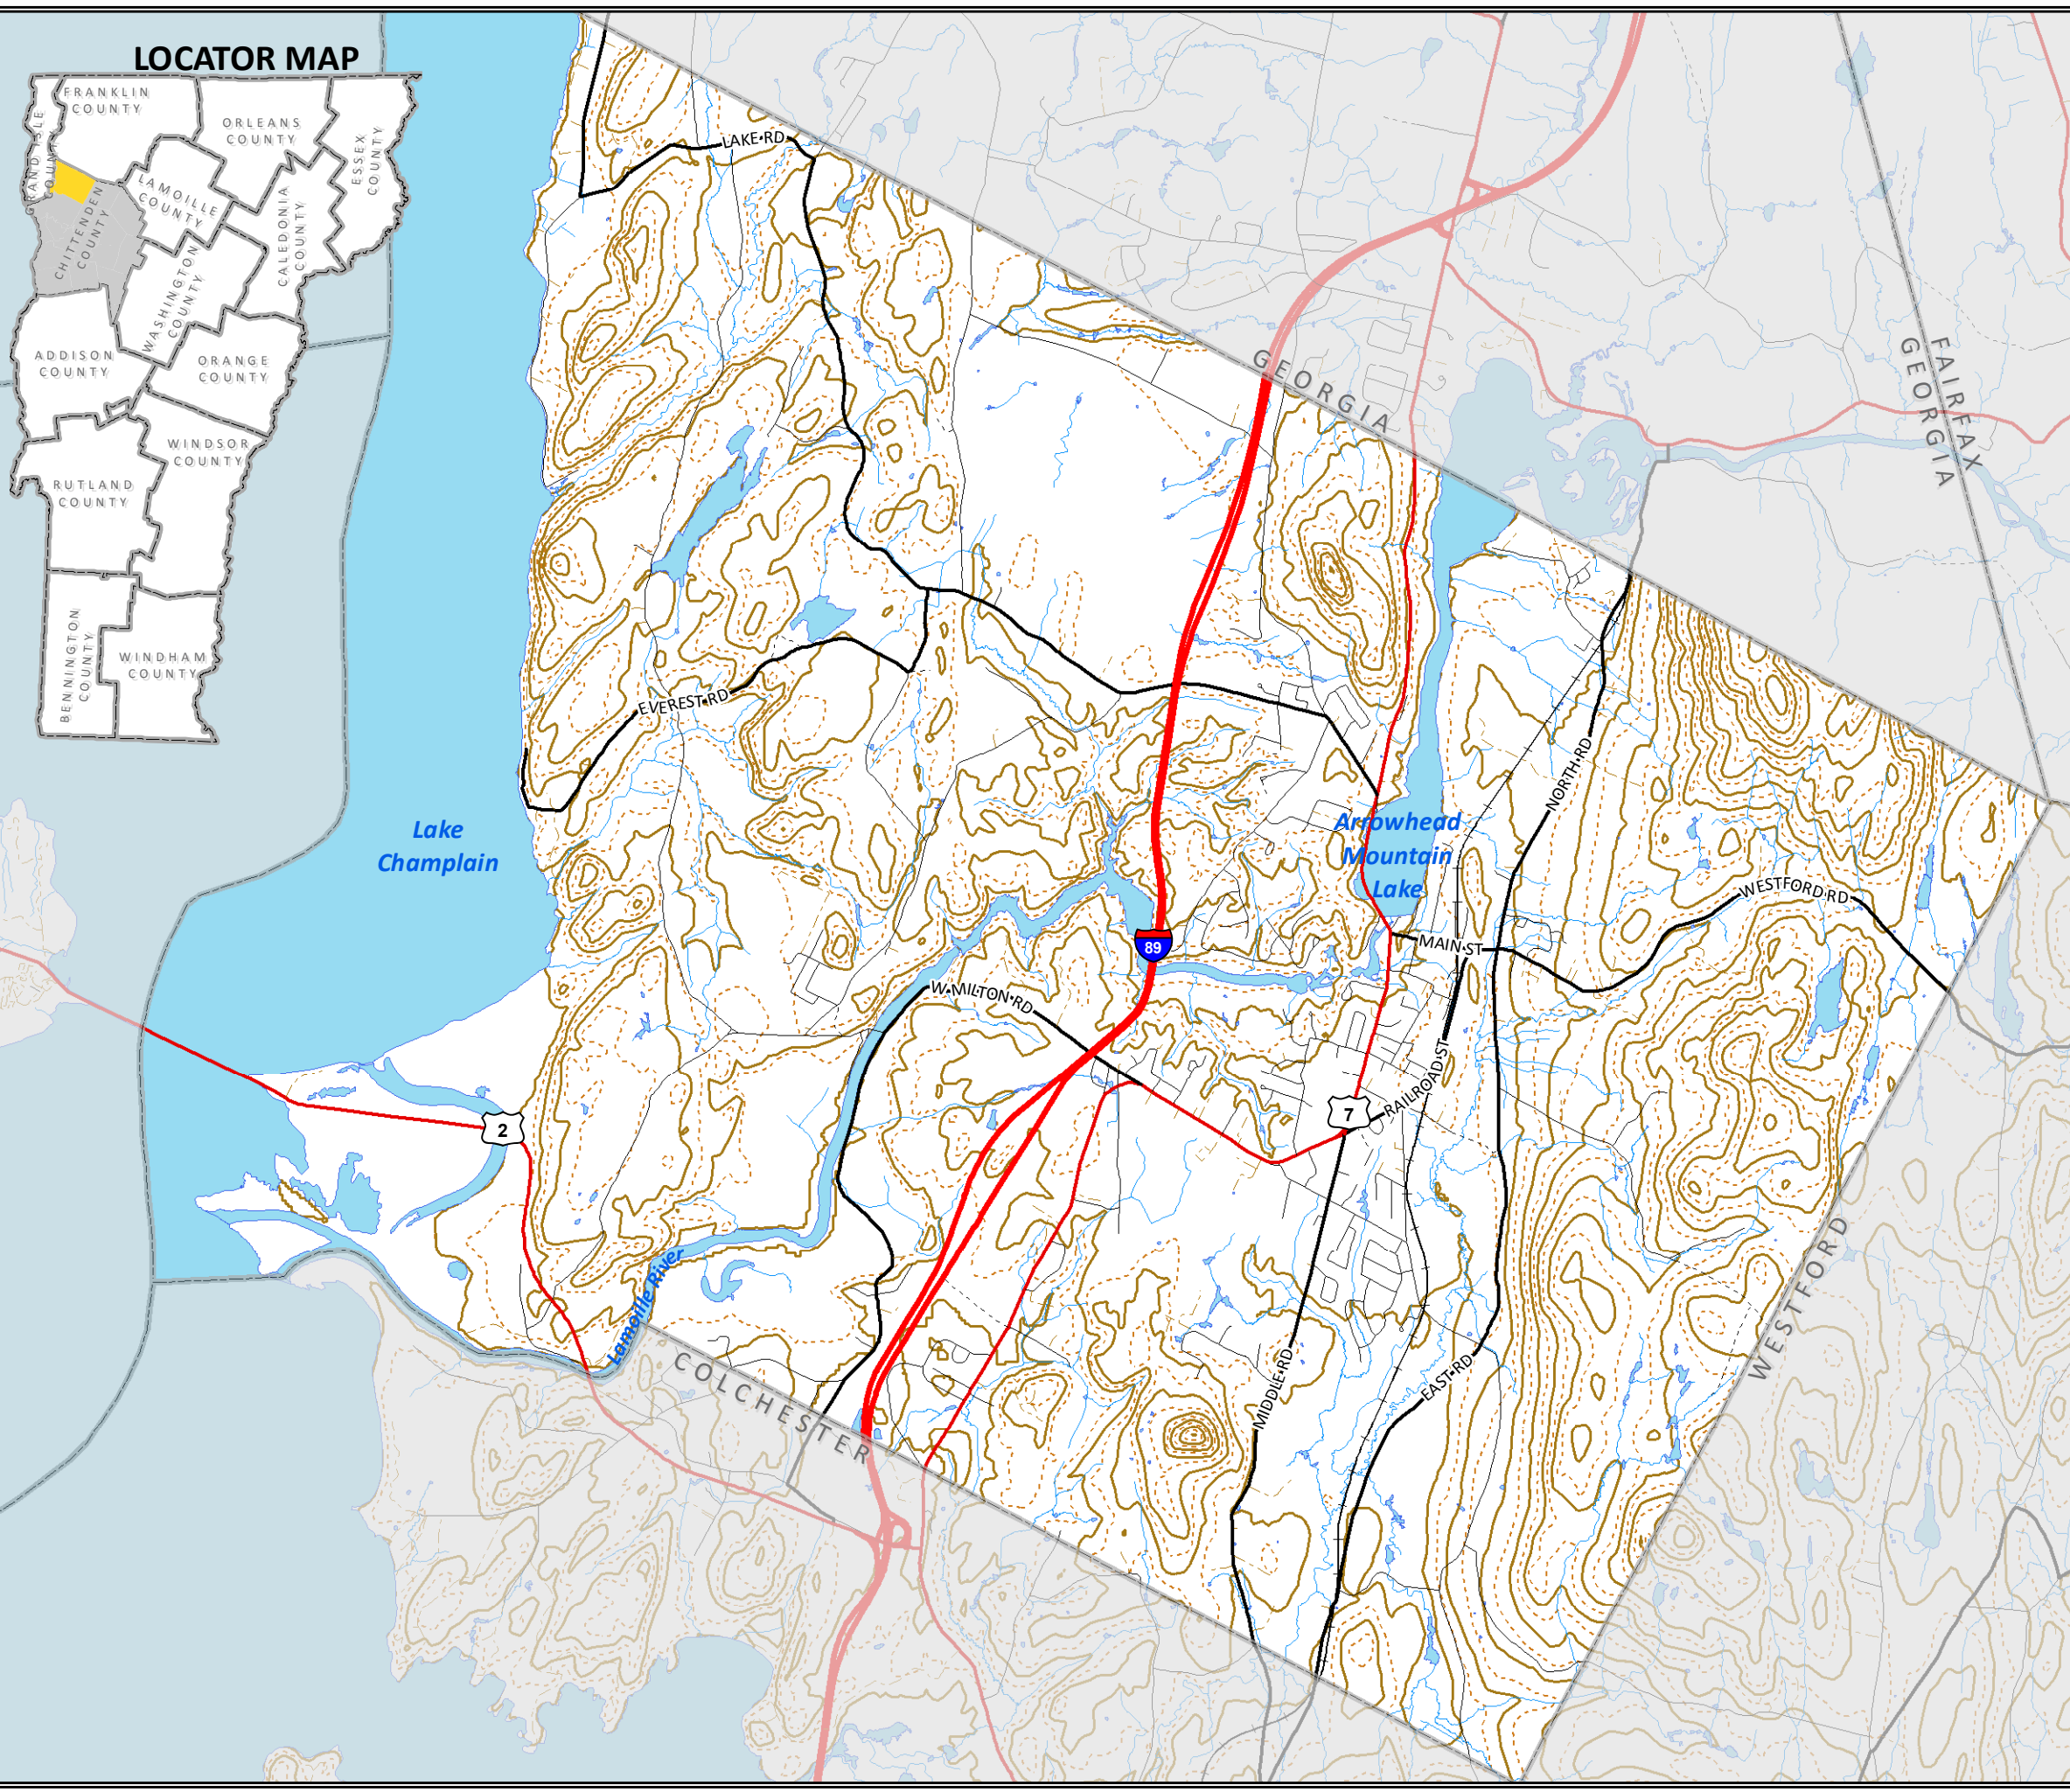 LOCATOR MAP
FRANKLIN
COUNTY
GRAND ISLE
COUNTY
ORLEANS
COUNTY
ESSEX
COUNTY
LAMOILLE
COUNTY
CALEDONIA
COUNTY
CHITTENDEN
COUNTY
WASHINGTON
COUNTY
ADDISON
COUNTY
ORANGE
COUNTY
WINDSOR
COUNTY
RUTLAND
COUNTY
BENNINGTON
COUNTY
WINDHAM
COUNTY
LAKE RD
GEORGIA
FAIRFAX
GEORGIA
EVEREST RD
NORTH RD
Lake
Champlain
Arrowhead
Mountain
Lake
WESTFORD RD
MAIN ST
89
W MILTON RD
RAILROAD ST
7
2
Lamoille River
WESTFORD
COLCHESTER
MIDDLE RD
EAST RD